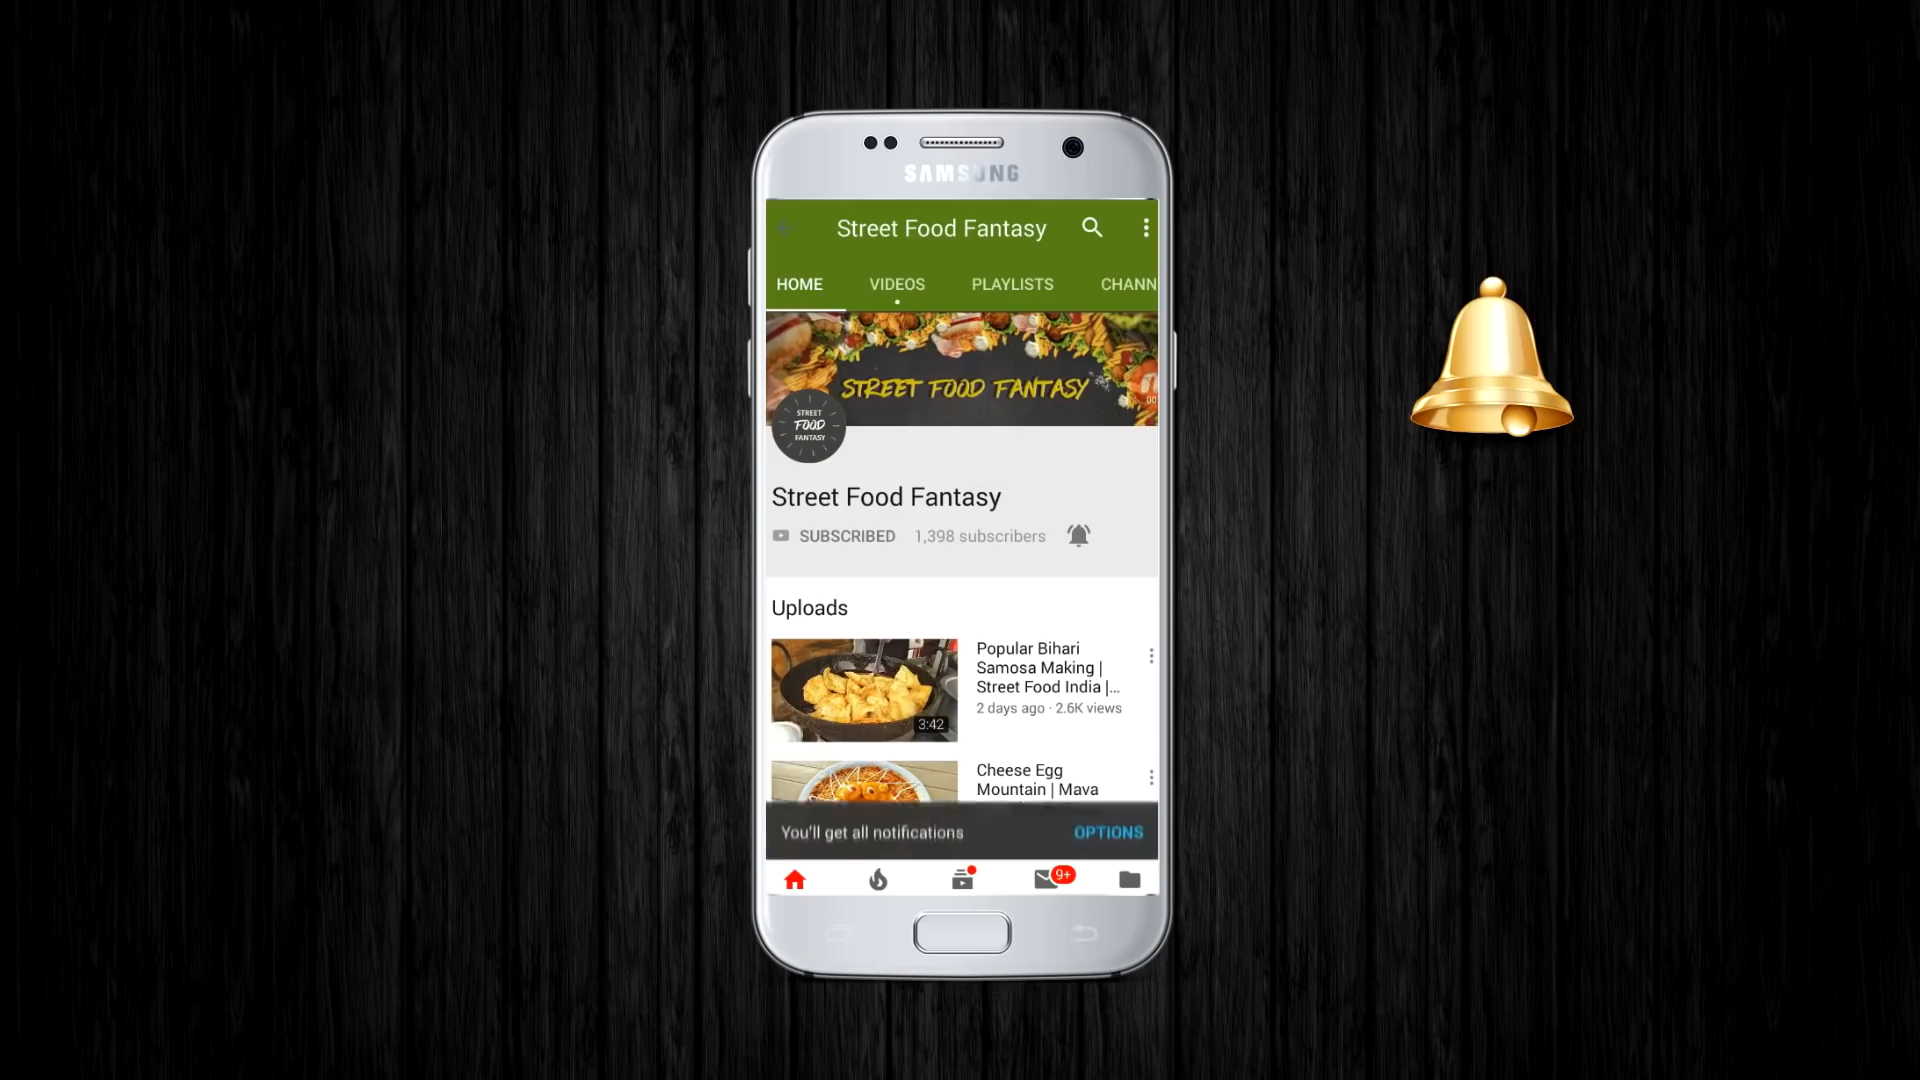 SAMSUNG
Street Food Fantasy
HOME VIDEOS PLAYLISTS CHANN
STREET FOOD FANTASY
00
STREET
FOOD
FANTASY
Street Food Fantasy
SUBSCRIBED 1,398 subscribers
Uploads
Popular Bihari
Samosa Making |
Street Food India |...
2 days ago · 2.6K views
3:42
Cheese Egg
Mountain | Mava
You'll get all notifications OPTIONS
9+